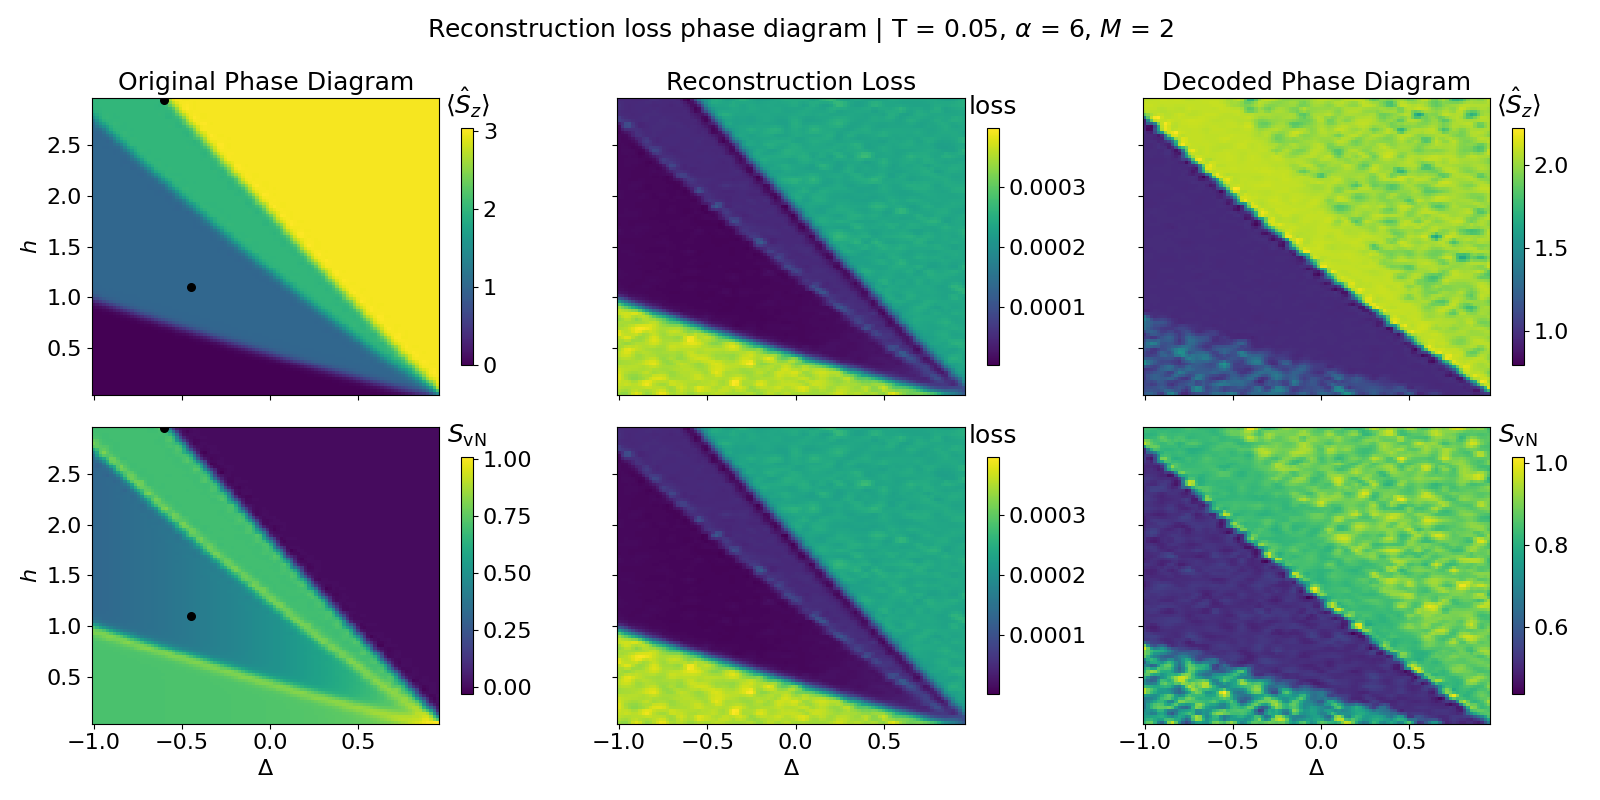 Reconstruction loss phase diagram | T = 0.05, α = 6, M = 2
Original Phase Diagram
⟨Ŝz⟩
Reconstruction Loss
loss
Decoded Phase Diagram
⟨Ŝz⟩
h
2.5
2.0
1.5
1.0
0.5
3
2
1
0
0.0003
0.0002
0.0001
2.0
1.5
1.0
SvN
loss
SvN
h
2.5
2.0
1.5
1.0
0.5
1.00
0.75
0.50
0.25
0.00
0.0003
0.0002
0.0001
1.0
0.8
0.6
−1.0 −0.5 0.0 0.5
Δ
−1.0 −0.5 0.0 0.5
Δ
−1.0 −0.5 0.0 0.5
Δ